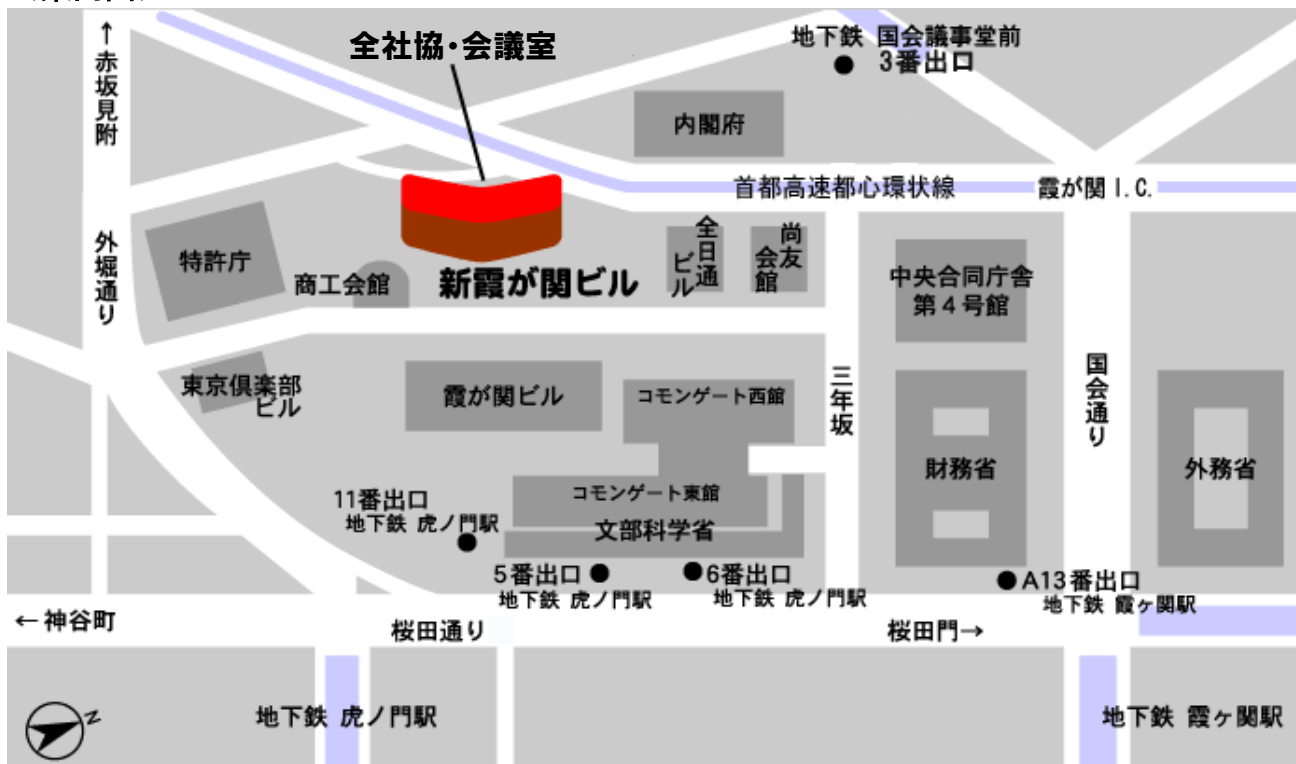 ↑赤坂見附
全社協・会議室
地下鉄 国会議事堂前
3番出口
内閣府
首都高速都心環状線
霞が関 I.C.
外堀通り
特許庁
商工会館
新霞が関ビル
全日通
ビル
尚友
会館
中央合同庁舎
第4号館
東京倶楽部
ビル
霞が関ビル
コモンゲート西館
三年坂
国会通り
財務省
外務省
コモンゲート東館
文部科学省
11番出口
地下鉄 虎ノ門駅
5番出口
地下鉄 虎ノ門駅
6番出口
地下鉄 虎ノ門駅
A13番出口
地下鉄 霞ヶ関駅
←神谷町
桜田通り
桜田門→
地下鉄 虎ノ門駅
地下鉄 霞ヶ関駅
N